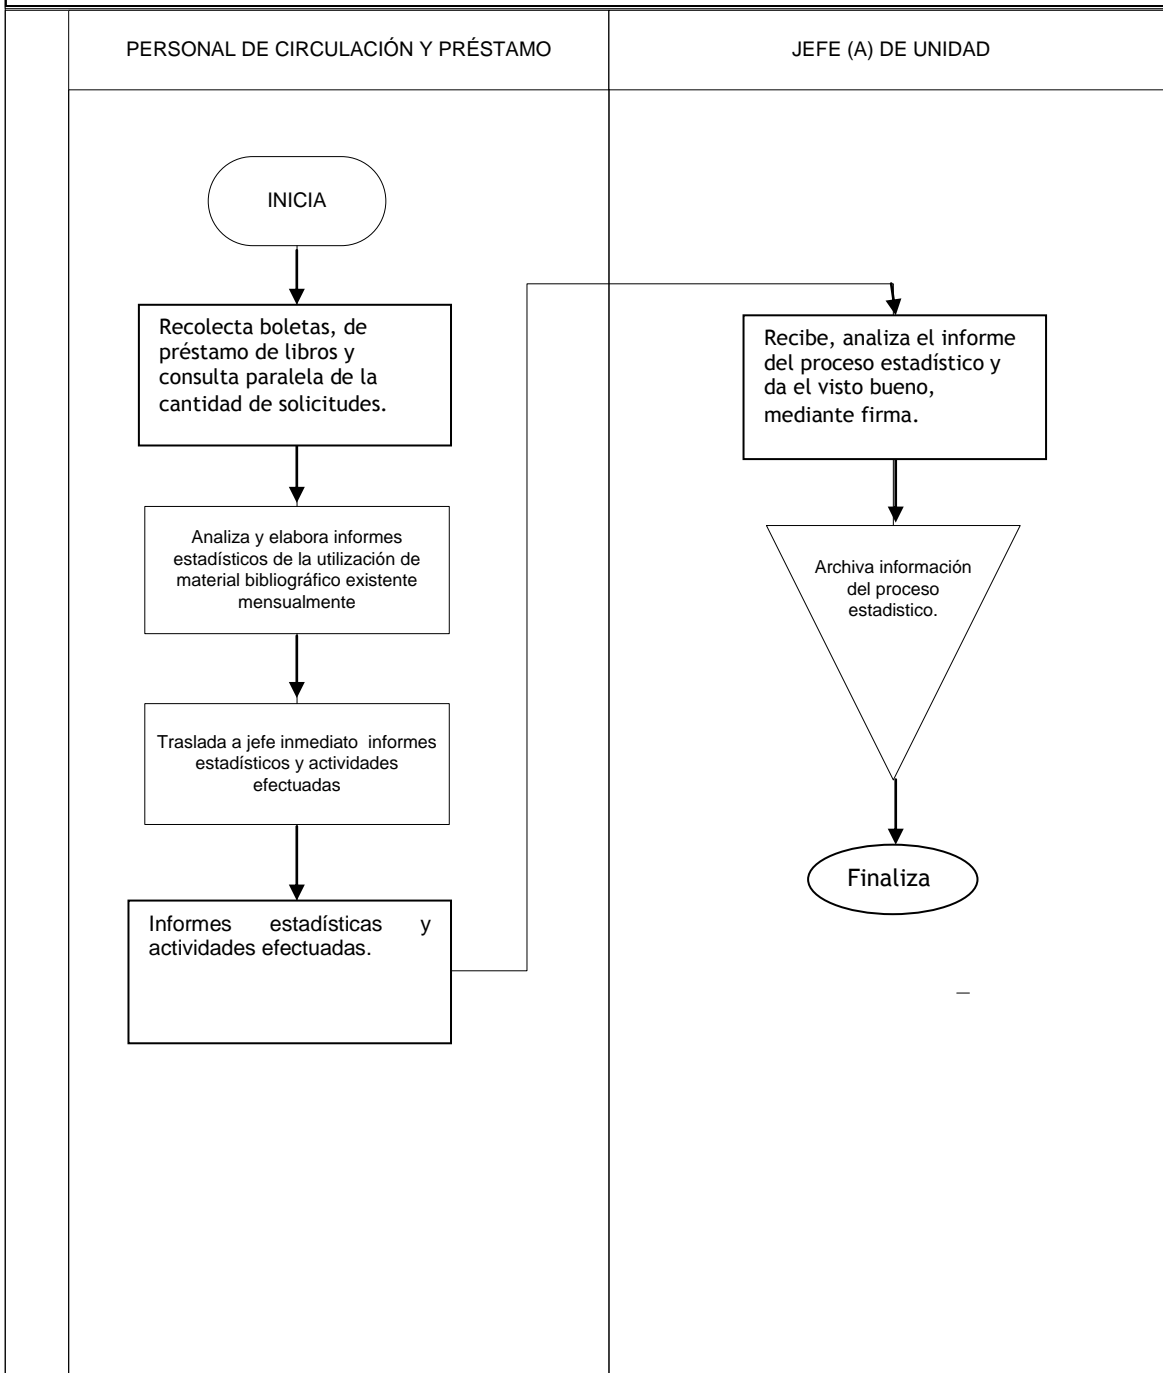 PERSONAL DE CIRCULACIÓN Y PRÉSTAMO
JEFE (A) DE UNIDAD
INICIA
Recolecta boletas, de
préstamo de libros y
consulta paralela de la
cantidad de solicitudes.
Analiza y elabora informes
estadísticos de la utilización de
material bibliográfico existente
mensualmente
Traslada a jefe inmediato informes
estadísticos y actividades
efectuadas
Informes estadísticas y
actividades efectuadas.
Recibe, analiza el informe
del proceso estadístico y
da el visto bueno,
mediante firma.
Archiva información
del proceso
estadistico.
Finaliza
_